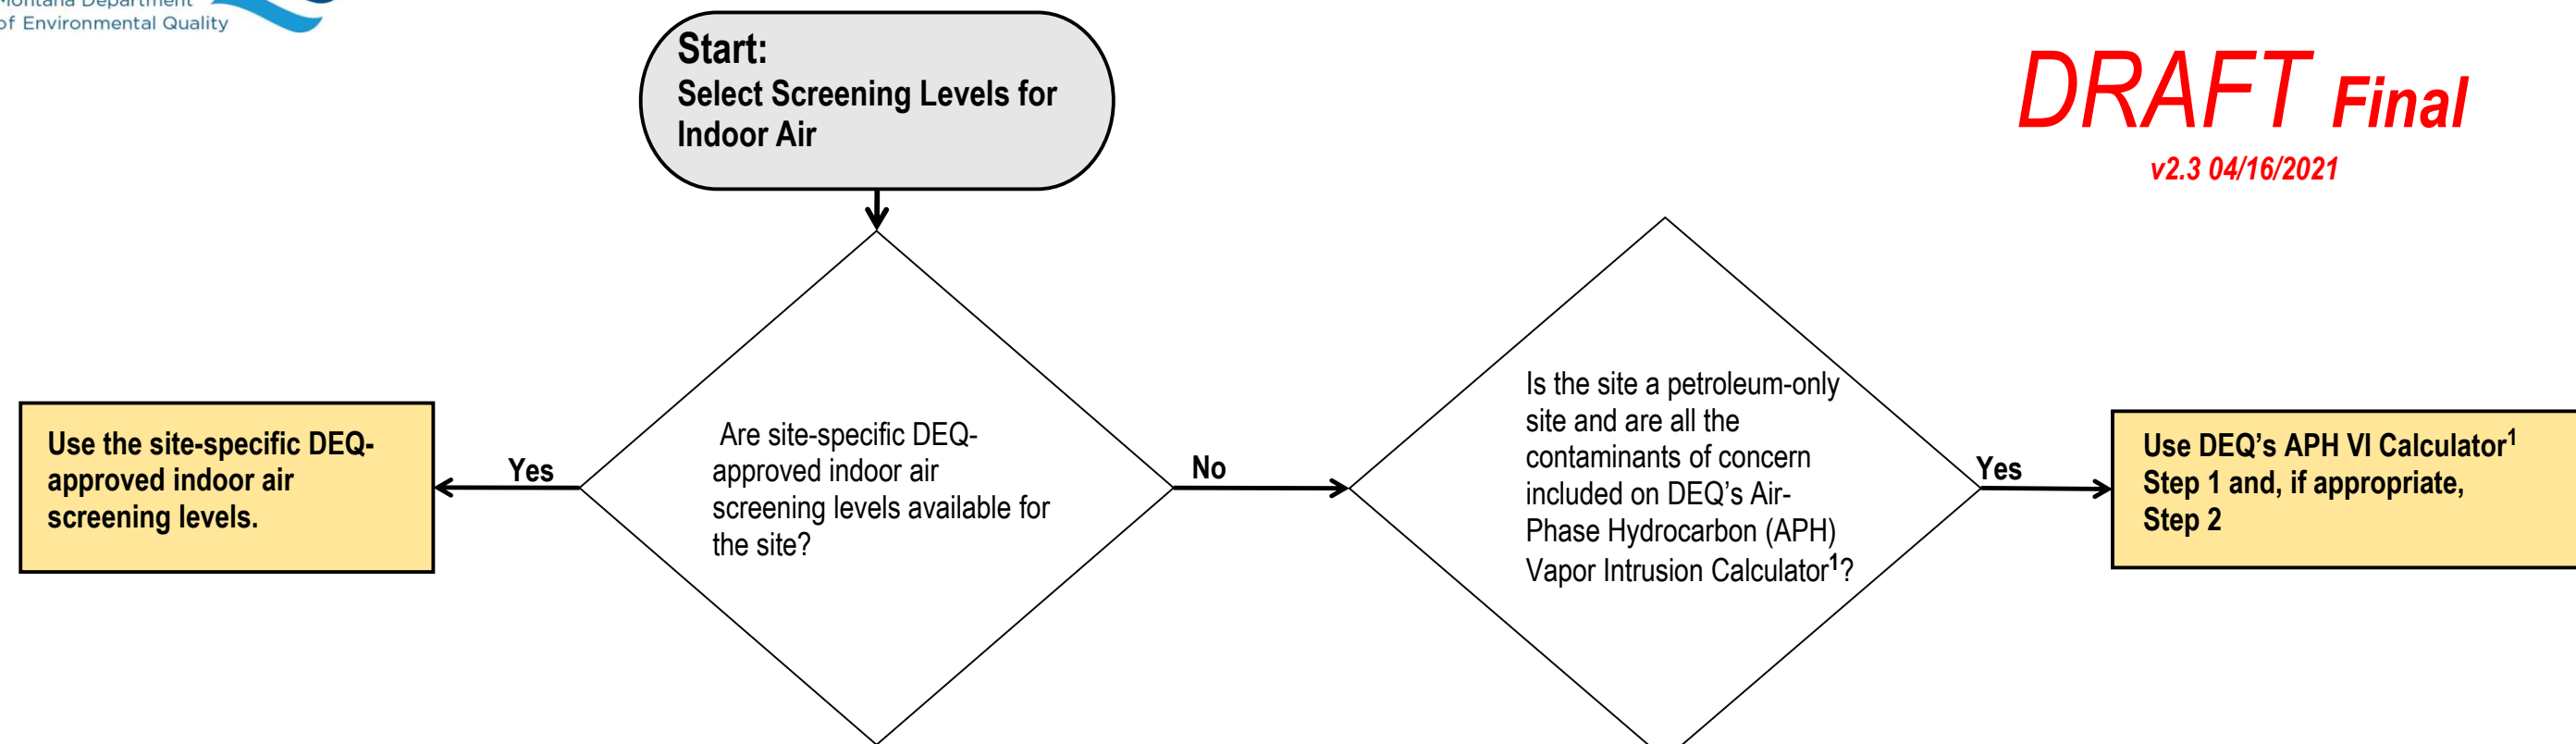 Montana Department
of Environmental Quality
Start:
Select Screening Levels for
Indoor Air
DRAFT Final
v2.3 04/16/2021
Use the site-specific DEQ-
approved indoor air
screening levels.
Yes
Are site-specific DEQ-
approved indoor air
screening levels available for
the site?
No
Is the site a petroleum-only
site and are all the
contaminants of concern
included on DEQ’s Air-
Phase Hydrocarbon (APH)
Vapor Intrusion Calculator¹?
Yes
Use DEQ’s APH VI Calculator¹
Step 1 and, if appropriate,
Step 2